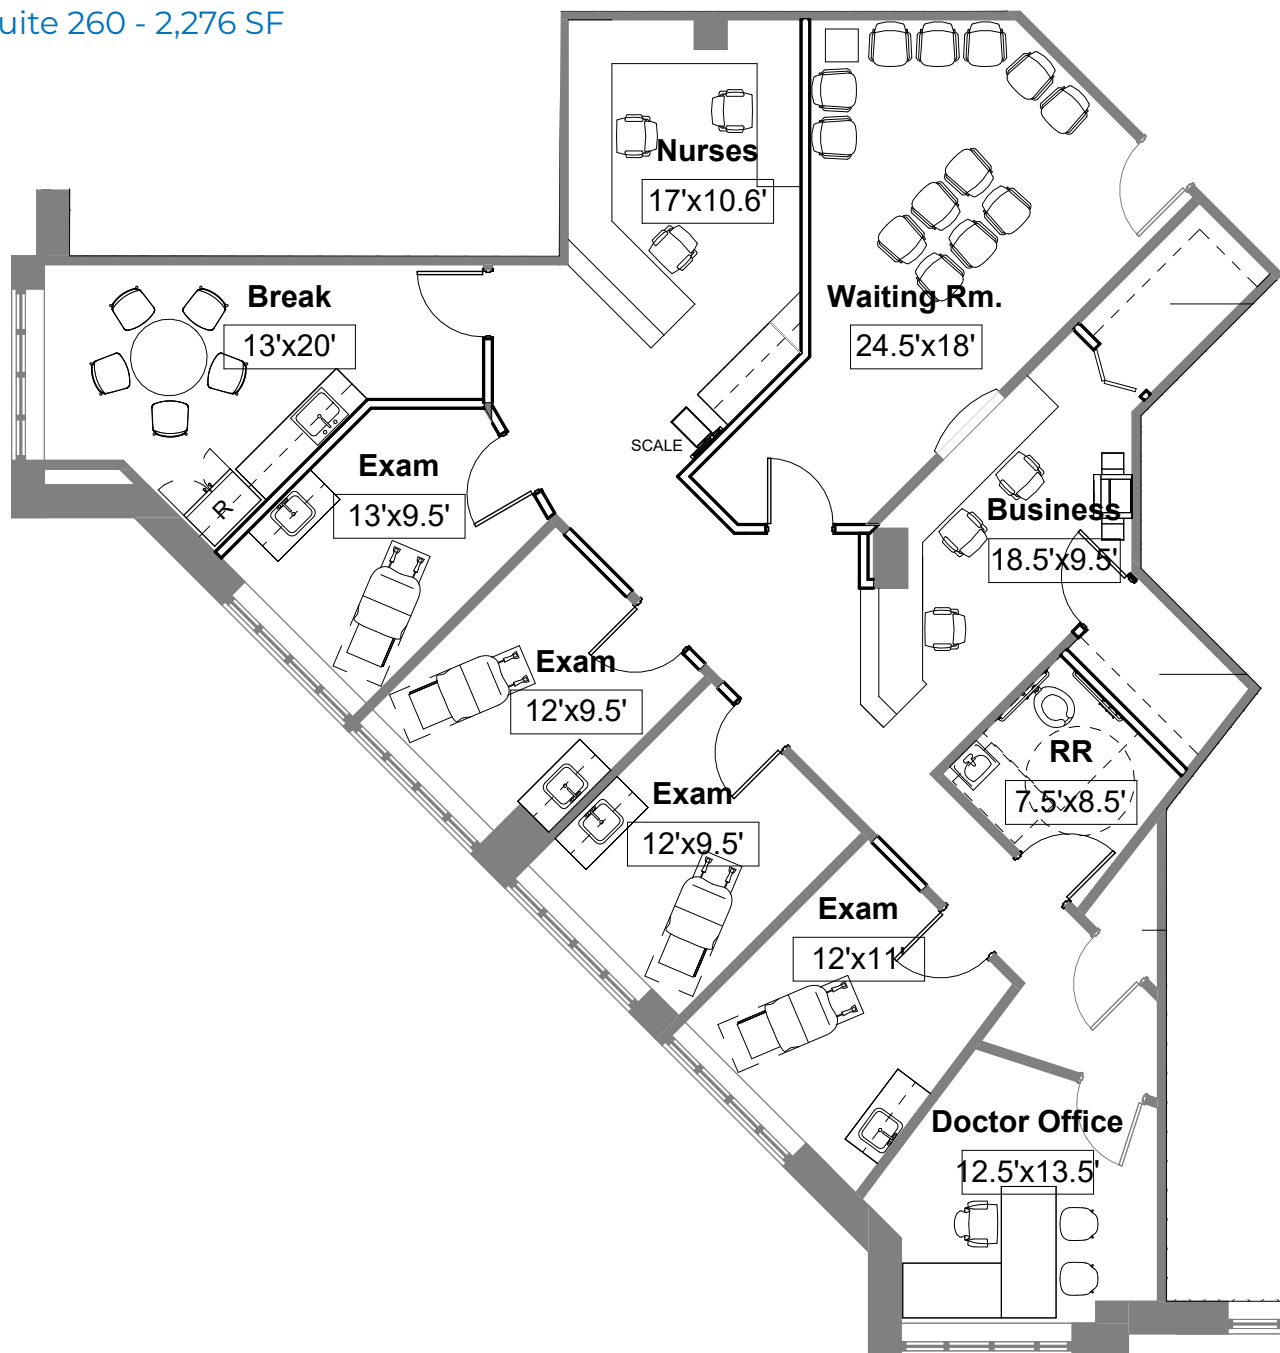 uite 260 - 2,276 SF
Nurses
17'x10.6'
Break
13'x20'
Waiting Rm.
24.5'x18'
SCALE
Exam
13'x9.5'
R
Business
18.5'x9.5'
Exam
12'x9.5'
RR
7.5'x8.5'
Exam
12'x9.5'
Exam
12'x11'
Doctor Office
12.5'x13.5'